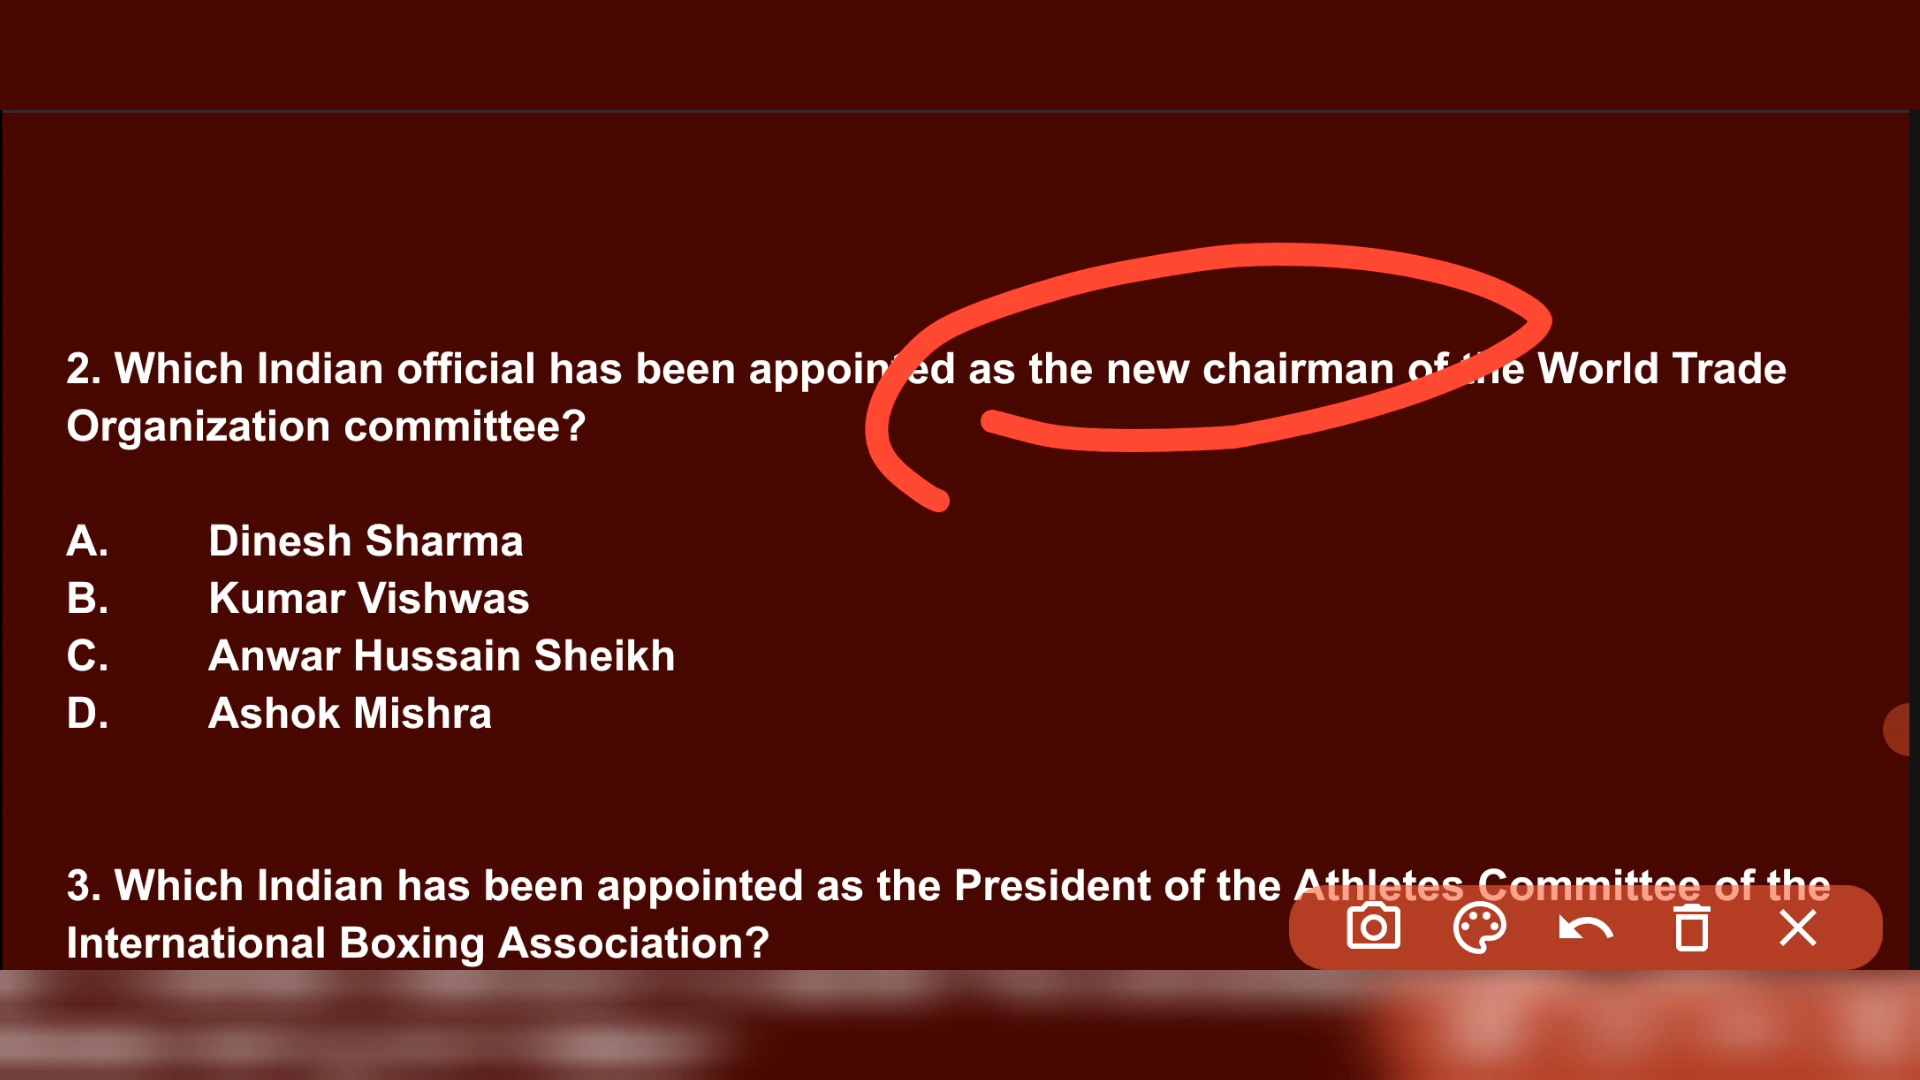 2. Which Indian official has been appointed as the new chairman of the World Trade
Organization committee?
A. Dinesh Sharma
B. Kumar Vishwas
C. Anwar Hussain Sheikh
D. Ashok Mishra
3. Which Indian has been appointed as the President of the Athletes Committee of the
International Boxing Association?